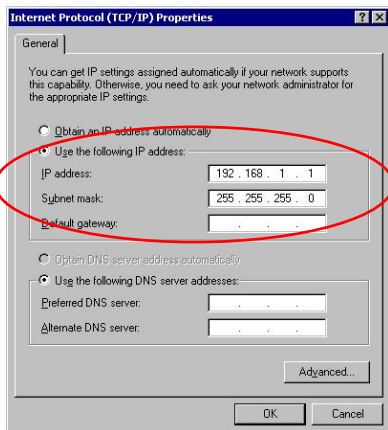 Internet Protocol (TCP/IP) Properties
General
You can get IP settings assigned automatically if your network supports
this capability. Otherwise, you need to ask your network administrator for
the appropriate IP settings.
Obtain an IP address automatically
Use the following IP address:
IP address: 192 . 168 . 1 . 1
Subnet mask: 255 . 255 . 255 . 0
Default gateway: . . .
Obtain DNS server address automatically
Use the following DNS server addresses:
Preferred DNS server: . . .
Alternate DNS server: . . .
Advanced...
OK Cancel